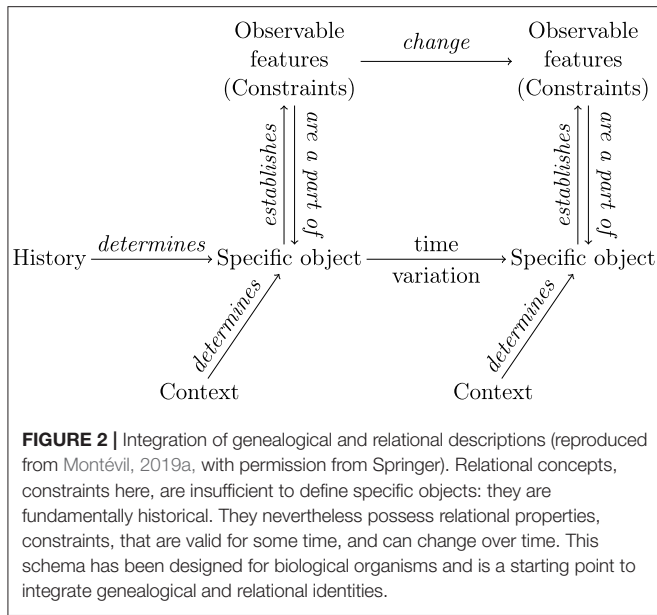 Observable
features
(Constraints)
change
Observable
features
(Constraints)
establishes
are a part of
establishes
are a part of
History
determines
Specific object
time
variation
Specific object
determines
Context
determines
Context
FIGURE 2 | Integration of genealogical and relational descriptions (reproduced
from Montévil, 2019a, with permission from Springer). Relational concepts,
constraints here, are insufficient to define specific objects: they are
fundamentally historical. They nevertheless possess relational properties,
constraints, that are valid for some time, and can change over time. This
schema has been designed for biological organisms and is a starting point to
integrate genealogical and relational identities.